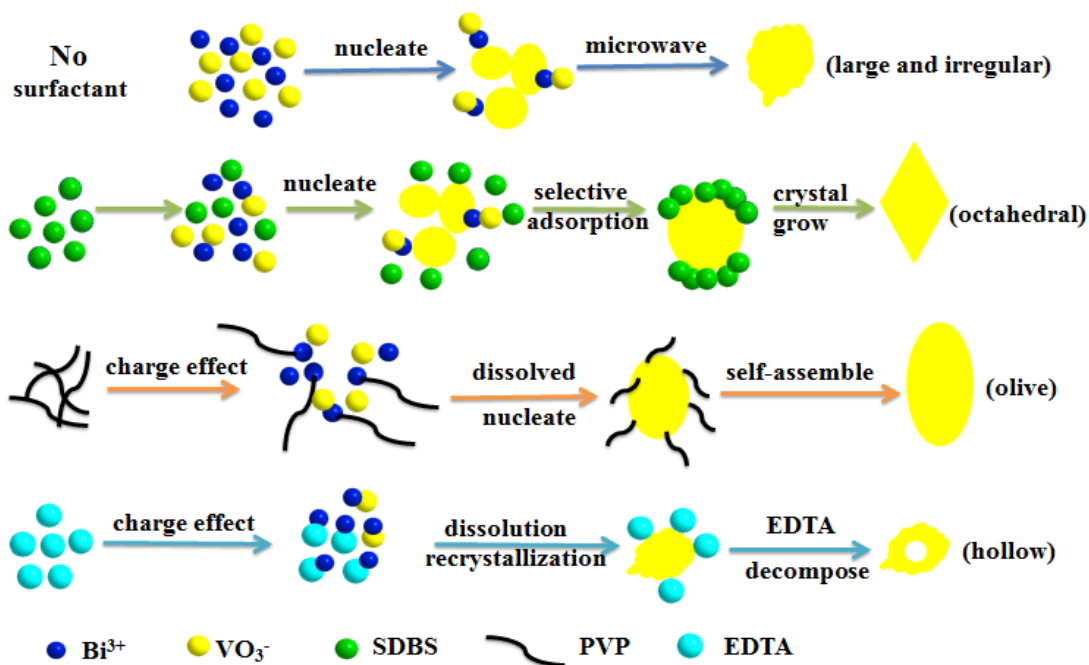 No
surfactant
nucleate
microwave
(large and irregular)
nucleate
selective
adsorption
crystal
grow
(octahedral)
charge effect
dissolved
nucleate
self-assemble
(olive)
charge effect
dissolution
recrystallization
EDTA
decompose
(hollow)
Bi³⁺ VO₃⁻ SDBS PVP EDTA